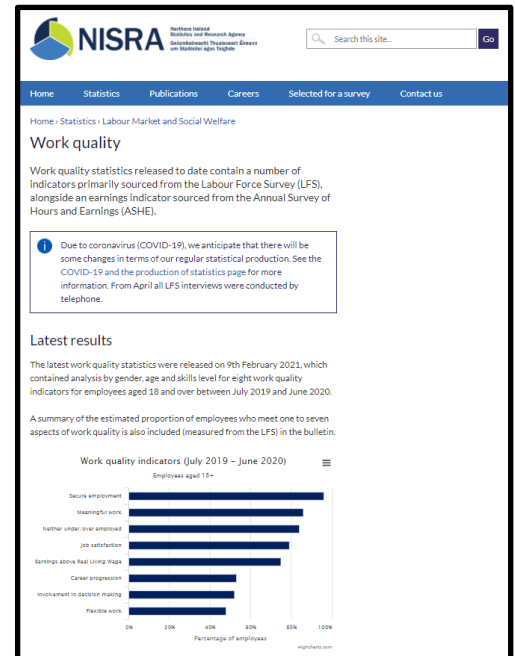 NISRA
Northern Ireland
Statistics and Research Agency
Gníomhaireacht Thuaisceart Éireann
um Staitisticí agus Taighde
Search this site...
Go
Home Statistics Publications Careers Selected for a survey Contact us
Home › Statistics › Labour Market and Social Welfare
Work quality
Work quality statistics released to date contain a number of
indicators primarily sourced from the Labour Force Survey (LFS),
alongside an earnings indicator sourced from the Annual Survey of
Hours and Earnings (ASHE).
i
Due to coronavirus (COVID-19), we anticipate that there will be
some changes in terms of our regular statistical production. See the
COVID-19 and the production of statistics page for more
information. From April all LFS interviews were conducted by
telephone.
Latest results
The latest work quality statistics were released on 9th February 2021, which
contained analysis by gender, age and skills level for eight work quality
indicators for employees aged 18 and over between July 2019 and June 2020.
A summary of the estimated proportion of employees who meet one to seven
aspects of work quality is also included (measured from the LFS) in the bulletin.
Work quality indicators (July 2019 – June 2020)
Employees aged 18+
Secure employment
Meaningful work
Neither under/over employed
Job satisfaction
Earnings above Real Living Wage
Career progression
Involvement in decision making
Flexible work
0% 20% 40% 60% 80% 100%
Percentage of employees
Highcharts.com